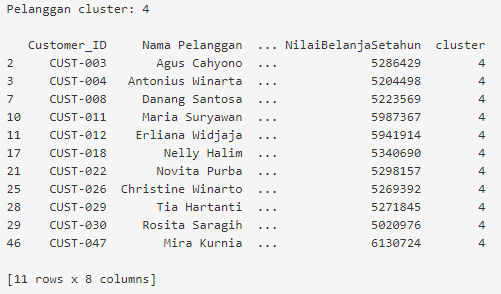 Pelanggan cluster: 4
Customer_ID Nama Pelanggan ... NilaiBelanjaSetahun cluster
2 CUST-003 Agus Cahyono ... 5286429 4
3 CUST-004 Antonius Winarta ... 5204498 4
7 CUST-008 Danang Santosa ... 5223569 4
10 CUST-011 Maria Suryawan ... 5987367 4
11 CUST-012 Erliana Widjaja ... 5941914 4
17 CUST-018 Nelly Halim ... 5340690 4
21 CUST-022 Novita Purba ... 5298157 4
25 CUST-026 Christine Winarto ... 5269392 4
28 CUST-029 Tia Hartanti ... 5271845 4
29 CUST-030 Rosita Saragih ... 5020976 4
46 CUST-047 Mira Kurnia ... 6130724 4
[11 rows x 8 columns]